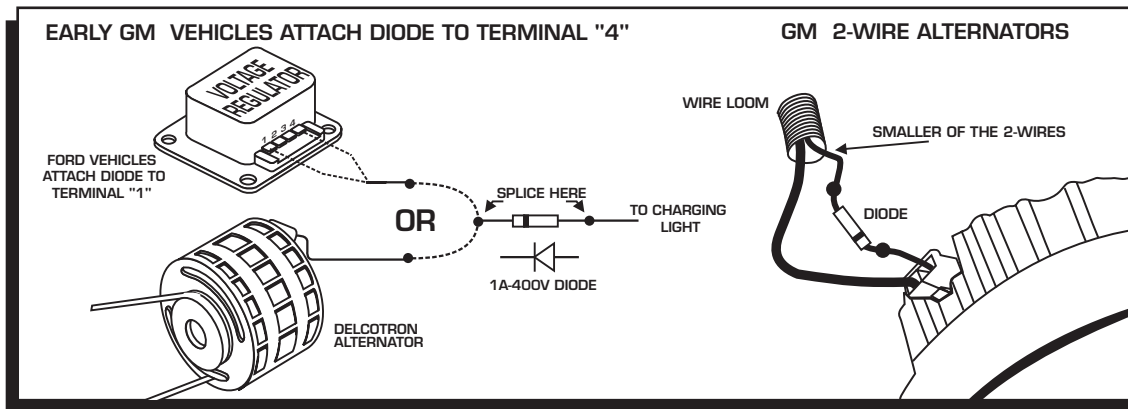 EARLY GM VEHICLES ATTACH DIODE TO TERMINAL "4"
VOLTAGE
REGULATOR
1 2 3 4
FORD VEHICLES
ATTACH DIODE TO
TERMINAL "1"
OR
SPLICE HERE
TO CHARGING
LIGHT
1A-400V DIODE
DELCOTRON
ALTERNATOR
GM 2-WIRE ALTERNATORS
WIRE LOOM
SMALLER OF THE 2-WIRES
DIODE